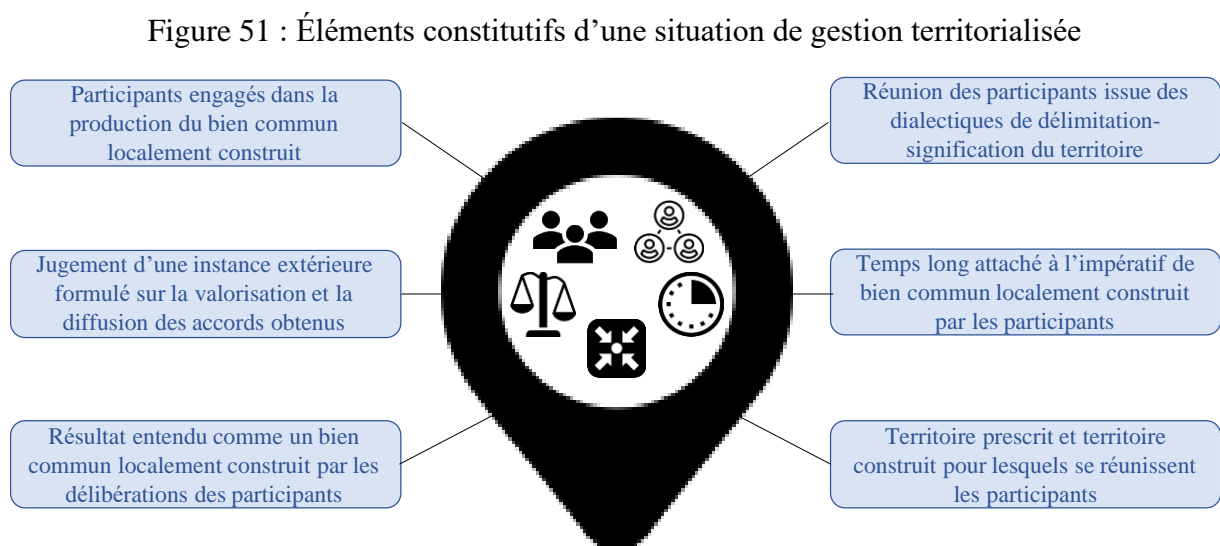 Figure 51 : Éléments constitutifs d’une situation de gestion territorialisée
Participants engagés dans la
production du bien commun
localement construit
Réunion des participants issue des
dialectiques de délimitation-
signification du territoire
Jugement d’une instance extérieure
formulé sur la valorisation et la
diffusion des accords obtenus
Temps long attaché à l’impératif de
bien commun localement construit
par les participants
Résultat entendu comme un bien
commun localement construit par les
délibérations des participants
Territoire prescrit et territoire
construit pour lesquels se réunissent
les participants